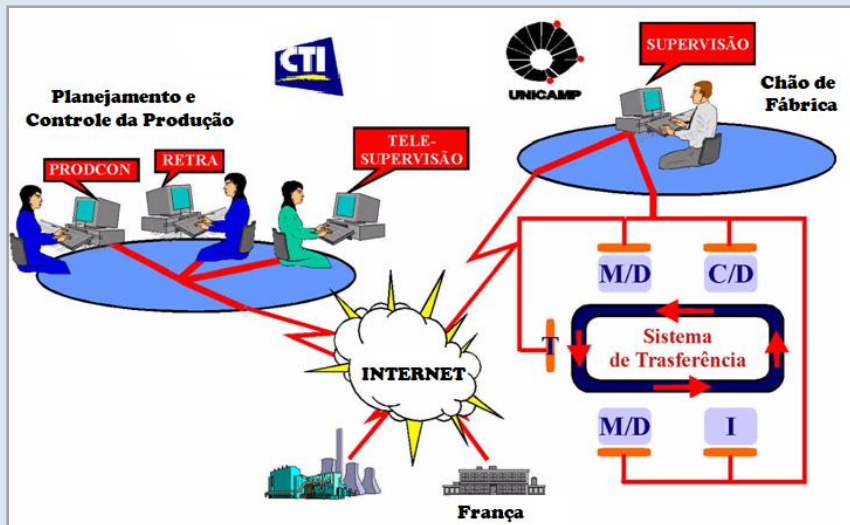 CTI
UNICAMP
SUPERVISÃO
Chão de
Fábrica
Planejamento e
Controle da Produção
PRODCON
RETRA
TELE-
SUPERVISÃO
M/D
C/D
T
Sistema
de Trasferência
INTERNET
M/D
I
França